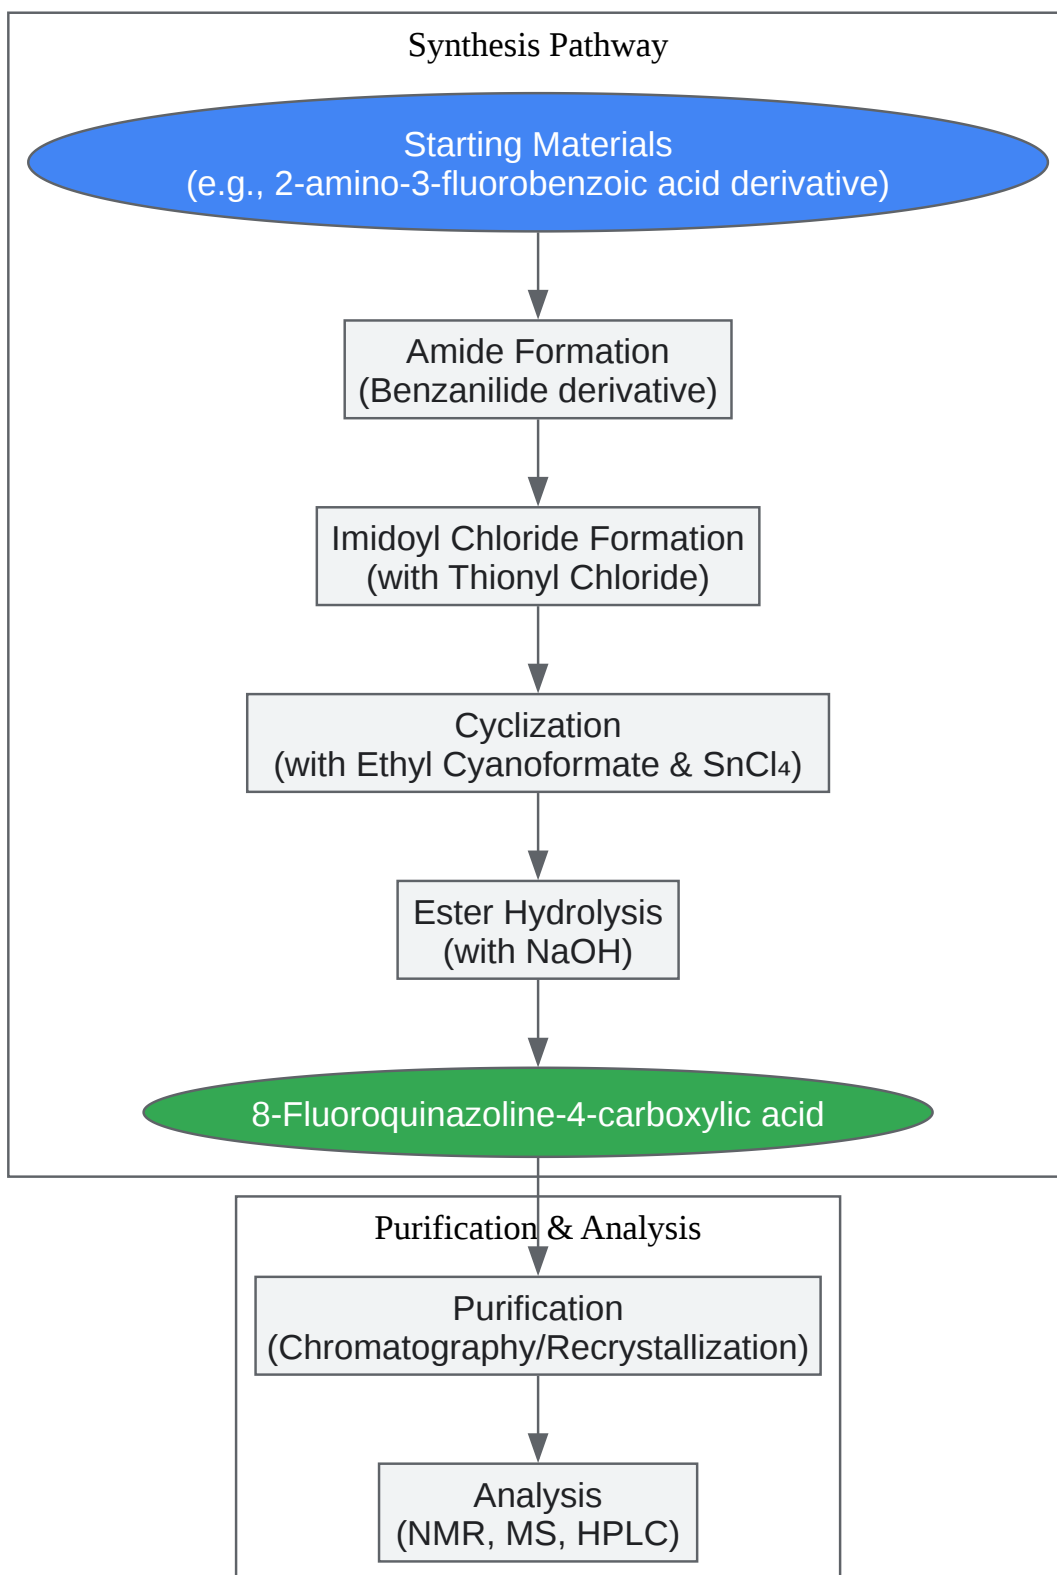 Synthesis Pathway
Starting Materials
(e.g., 2-amino-3-fluorobenzoic acid derivative)
Amide Formation
(Benzanilide derivative)
Imidoyl Chloride Formation
(with Thionyl Chloride)
Cyclization
(with Ethyl Cyanoformate & SnCl₄)
Ester Hydrolysis
(with NaOH)
8-Fluoroquinazoline-4-carboxylic acid
Purification & Analysis
Purification
(Chromatography/Recrystallization)
Analysis
(NMR, MS, HPLC)